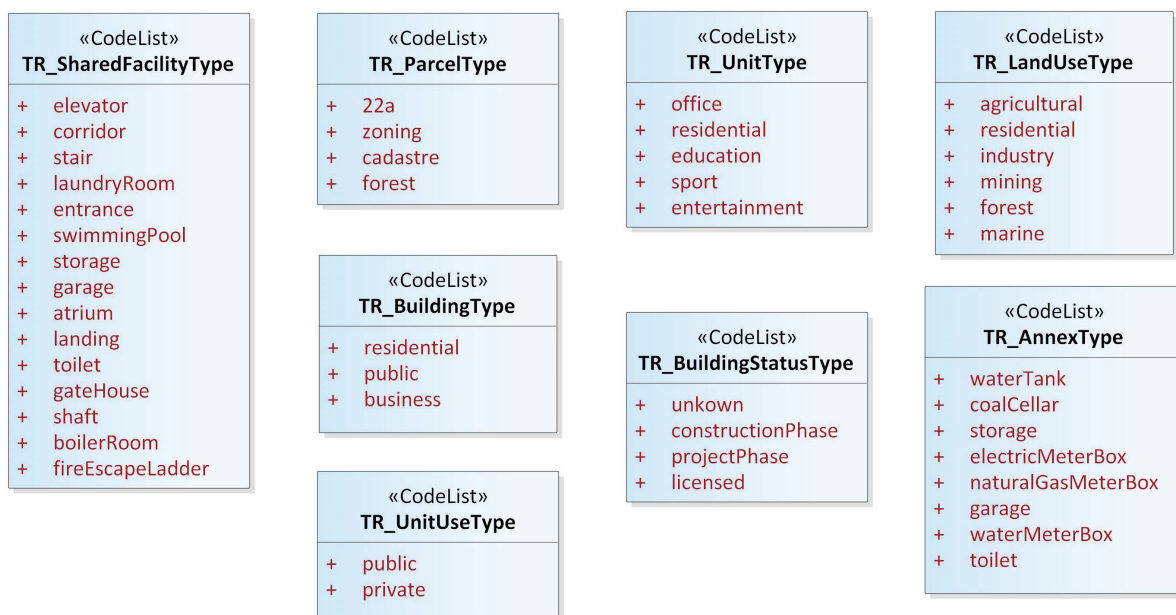 «CodeList»
TR_SharedFacilityType
+ elevator
+ corridor
+ stair
+ laundryRoom
+ entrance
+ swimmingPool
+ storage
+ garage
+ atrium
+ landing
+ toilet
+ gateHouse
+ shaft
+ boilerRoom
+ fireEscapeLadder
«CodeList»
TR_ParcelType
+ 22a
+ zoning
+ cadastre
+ forest
«CodeList»
TR_BuildingType
+ residential
+ public
+ business
«CodeList»
TR_UnitUseType
+ public
+ private
«CodeList»
TR_UnitType
+ office
+ residential
+ education
+ sport
+ entertainment
«CodeList»
TR_BuildingStatusType
+ unkown
+ constructionPhase
+ projectPhase
+ licensed
«CodeList»
TR_LandUseType
+ agricultural
+ residential
+ industry
+ mining
+ forest
+ marine
«CodeList»
TR_AnnexType
+ waterTank
+ coalCellar
+ storage
+ electricMeterBox
+ naturalGasMeterBox
+ garage
+ waterMeterBox
+ toilet